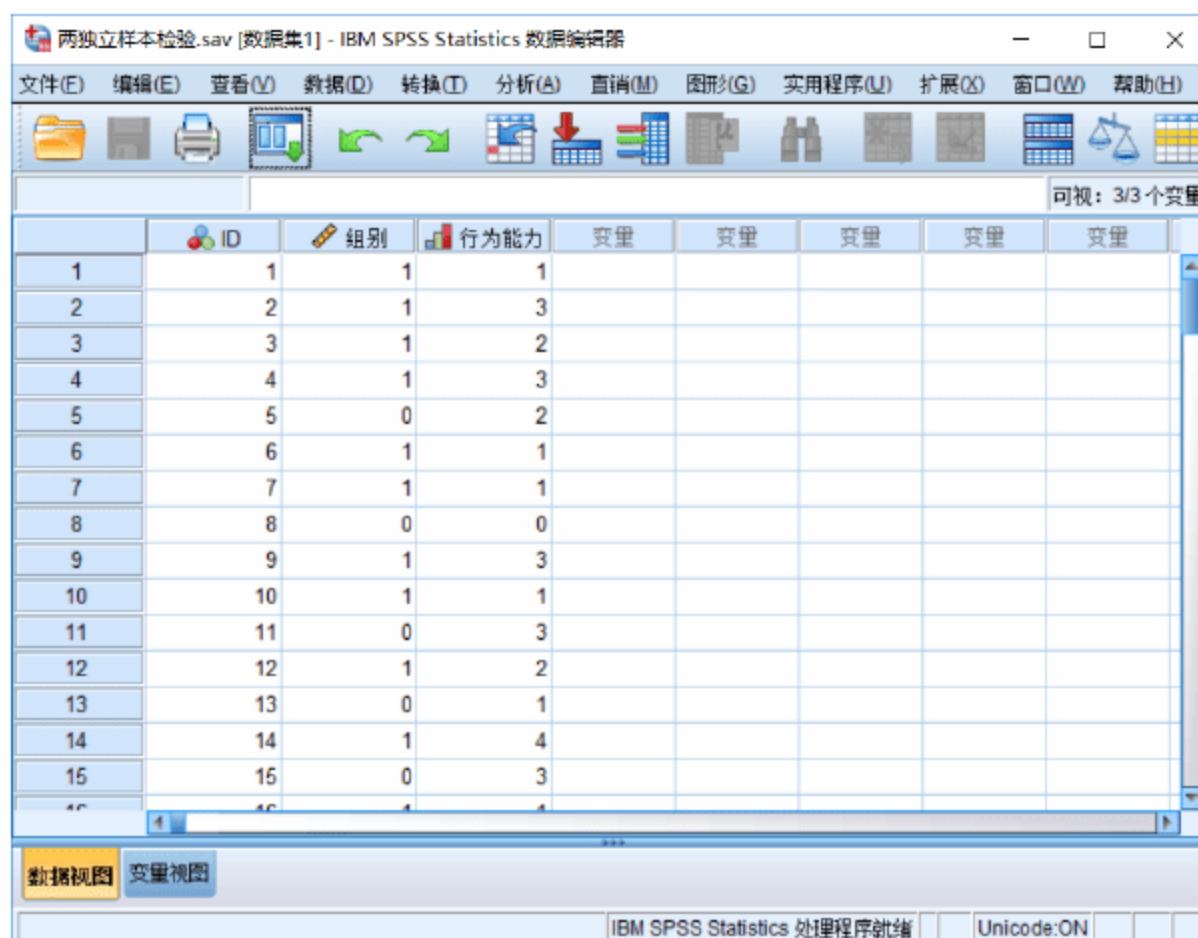 两独立样本检验.sav [数据集1] - IBM SPSS Statistics 数据编辑器
文件(F) 编辑(E) 查看(V) 数据(D) 转换(T) 分析(A) 直销(M) 图形(G) 实用程序(U) 扩展(X) 窗口(W) 帮助(H)
可视: 3/3 个变量
ID 组别 行为能力 变量 变量 变量 变量 变量
1 1 1 1
2 2 1 3
3 3 1 2
4 4 1 3
5 5 0 2
6 6 1 1
7 7 1 1
8 8 0 0
9 9 1 3
10 10 1 1
11 11 0 3
12 12 1 2
13 13 0 1
14 14 1 4
15 15 0 3
数据视图 变量视图
IBM SPSS Statistics 处理程序就绪 Unicode:ON